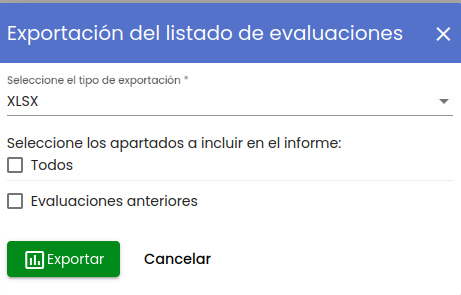 Exportación del listado de evaluaciones
Seleccione el tipo de exportación *
XLSX
Seleccione los apartados a incluir en el informe:
Todos
Evaluaciones anteriores
Exportar Cancelar